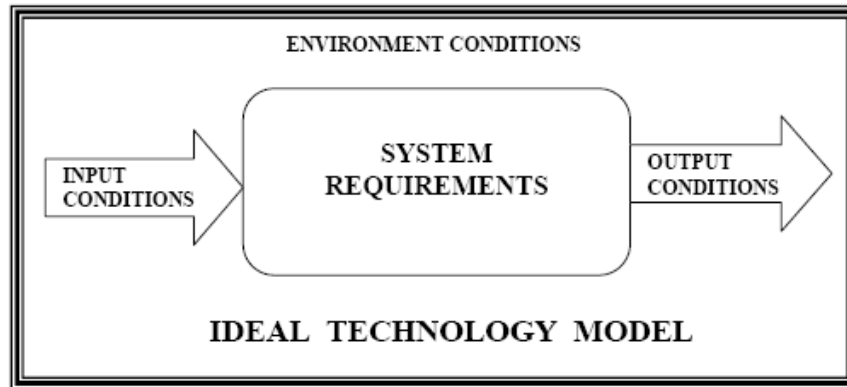 ENVIRONMENT CONDITIONS
SYSTEM
REQUIREMENTS
INPUT
CONDITIONS
OUTPUT
CONDITIONS
IDEAL TECHNOLOGY MODEL